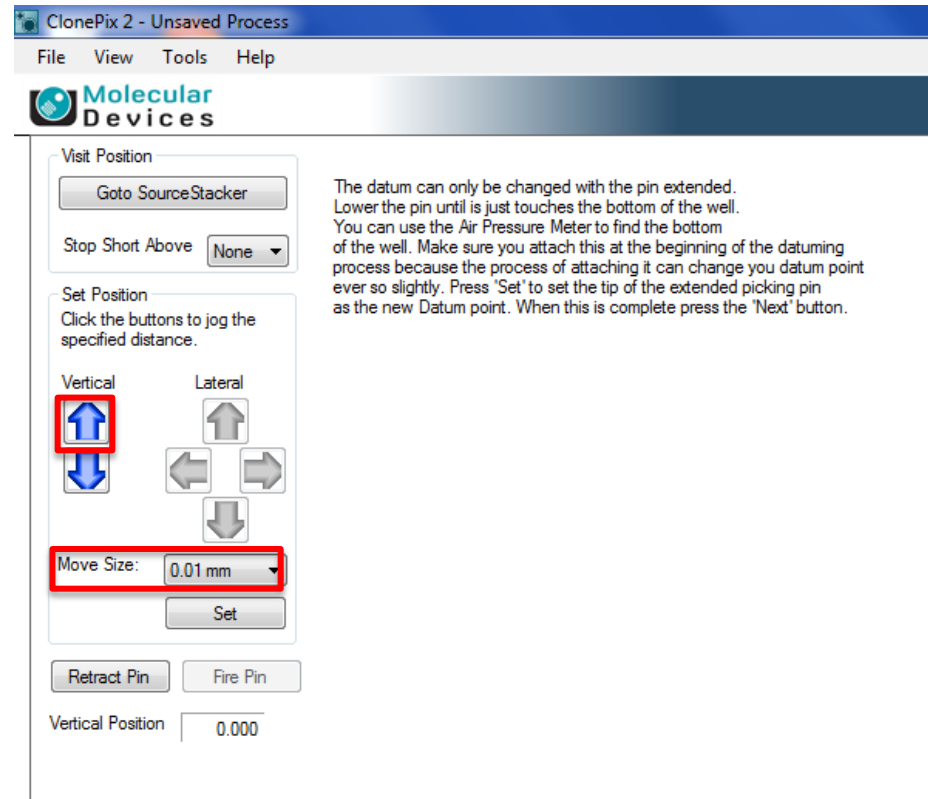 ClonePix 2 - Unsaved Process
File View Tools Help
Molecular
Devices
Visit Position
Goto SourceStacker
Stop Short Above None
The datum can only be changed with the pin extended.
Lower the pin until is just touches the bottom of the well.
You can use the Air Pressure Meter to find the bottom
of the well. Make sure you attach this at the beginning of the datuming
process because the process of attaching it can change you datum point
ever so slightly. Press 'Set' to set the tip of the extended picking pin
as the new Datum point. When this is complete press the 'Next' button.
Set Position
Click the buttons to jog the
specified distance.
Vertical Lateral
Move Size: 0.01 mm
Set
Retract Pin Fire Pin
Vertical Position 0.000